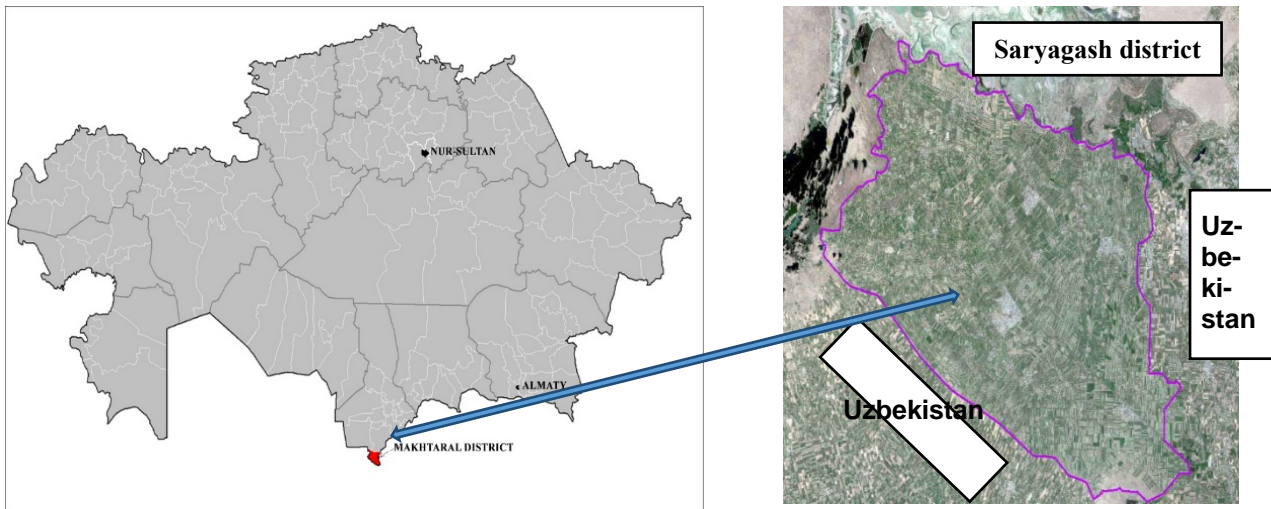 NUR-SULTAN
ALMATY
MAKHTARAL DISTRICT
Saryagash district
Uz-
be-
ki-
stan
Uzbekistan